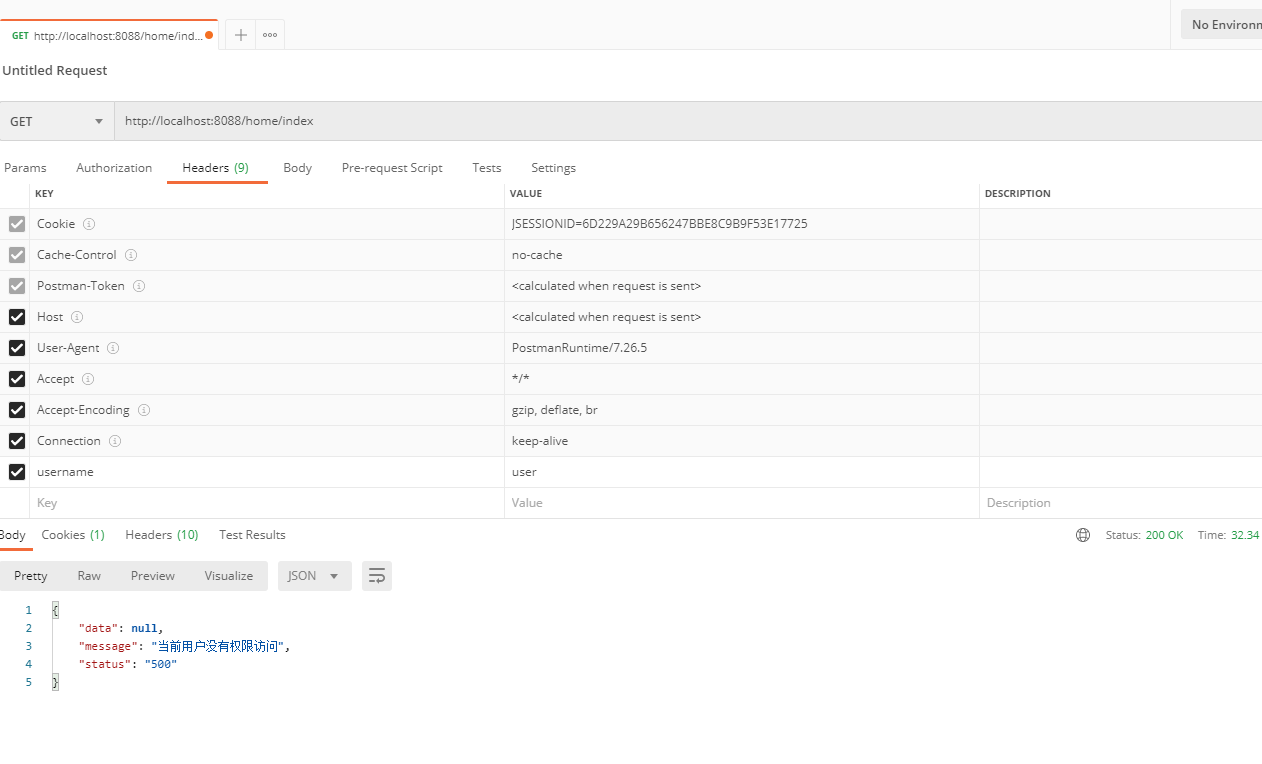 GET http://localhost:8088/home/ind...
No Environm
Untitled Request
GET http://localhost:8088/home/index
Params Authorization Headers (9) Body Pre-request Script Tests Settings
KEY VALUE DESCRIPTION
Cookie JSESSIONID=6D229A29B656247BBE8C9B9F53E17725
Cache-Control no-cache
Postman-Token <calculated when request is sent>
Host <calculated when request is sent>
User-Agent PostmanRuntime/7.26.5
Accept */*
Accept-Encoding gzip, deflate, br
Connection keep-alive
username user
Key Value Description
Body Cookies (1) Headers (10) Test Results Status: 200 OK Time: 32.34
Pretty Raw Preview Visualize JSON
1 {
2 "data": null,
3 "message": "当前用户没有权限访问",
4 "status": "500"
5 }